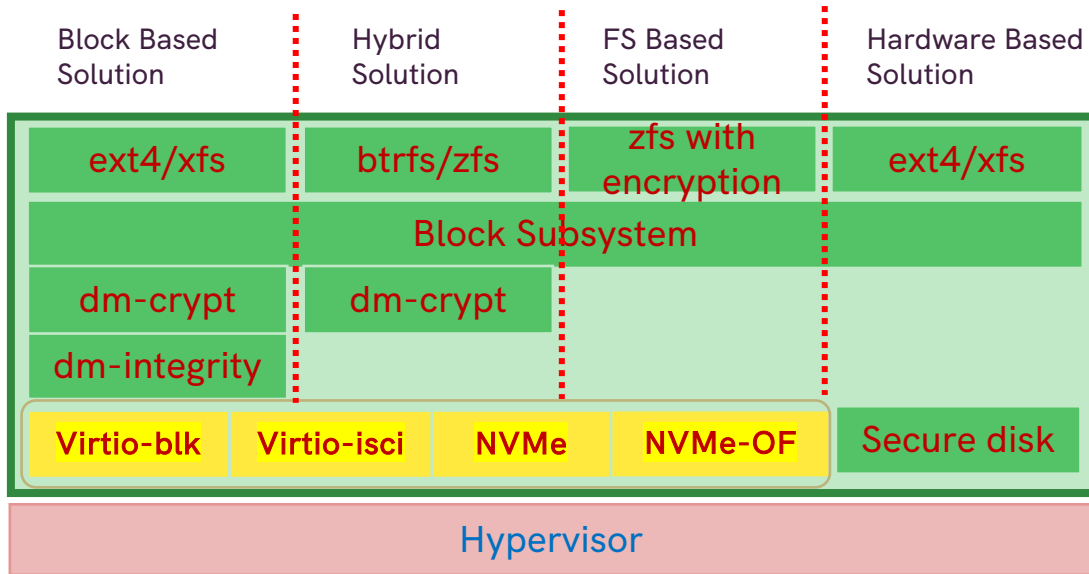 Block Based
Solution
Hybrid
Solution
FS Based
Solution
Hardware Based
Solution
ext4/xfs
btrfs/zfs
zfs with
encryption
ext4/xfs
Block Subsystem
dm-crypt
dm-crypt
dm-integrity
Virtio-blk
Virtio-isci
NVMe
NVMe-OF
Secure disk
Hypervisor